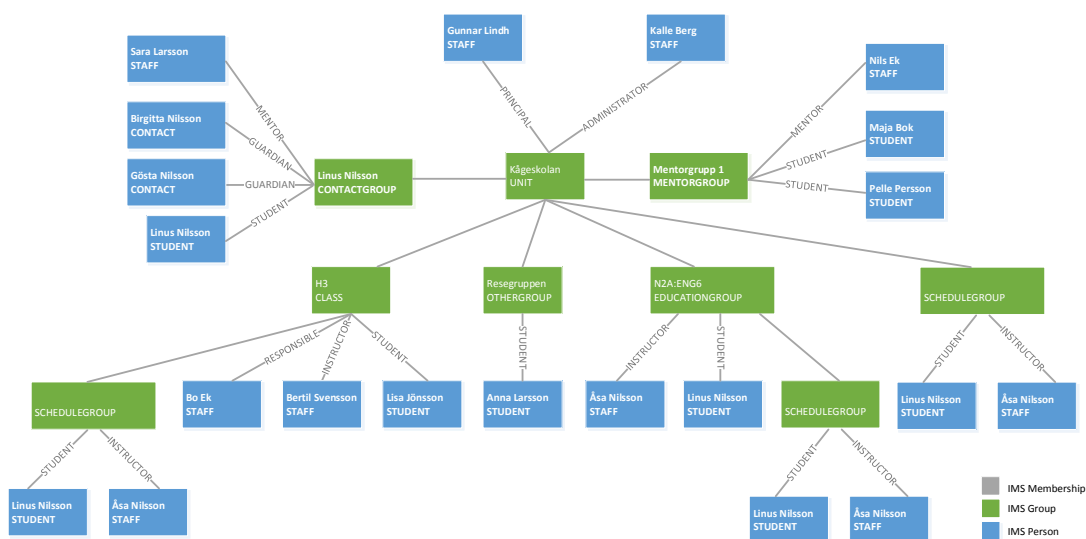 Gunnar Lindh
STAFF
Kalle Berg
STAFF
Sara Larsson
STAFF
Nils Ek
STAFF
PRINCIPAL
ADMINISTRATOR
MENTOR
MENTOR
Birgitta Nilsson
CONTACT
Maja Bok
STUDENT
GUARDIAN
STUDENT
Gösta Nilsson
CONTACT
GUARDIAN
Linus Nilsson
CONTACTGROUP
Kågeskolan
UNIT
Mentorgrupp 1
MENTORGROUP
STUDENT
Pelle Persson
STUDENT
STUDENT
Linus Nilsson
STUDENT
H3
CLASS
Resegruppen
OTHERGROUP
N2A:ENG6
EDUCATIONGROUP
SCHEDULEGROUP
RESPONSIBLE
INSTRUCTOR
STUDENT
STUDENT
INSTRUCTOR
STUDENT
STUDENT
INSTRUCTOR
SCHEDULEGROUP
Bo Ek
STAFF
Bertil Svensson
STAFF
Lisa Jönsson
STUDENT
Anna Larsson
STUDENT
Åsa Nilsson
STAFF
Linus Nilsson
STUDENT
SCHEDULEGROUP
Linus Nilsson
STUDENT
Åsa Nilsson
STAFF
STUDENT
INSTRUCTOR
STUDENT
INSTRUCTOR
Linus Nilsson
STUDENT
Åsa Nilsson
STAFF
Linus Nilsson
STUDENT
Åsa Nilsson
STAFF
IMS Membership
IMS Group
IMS Person